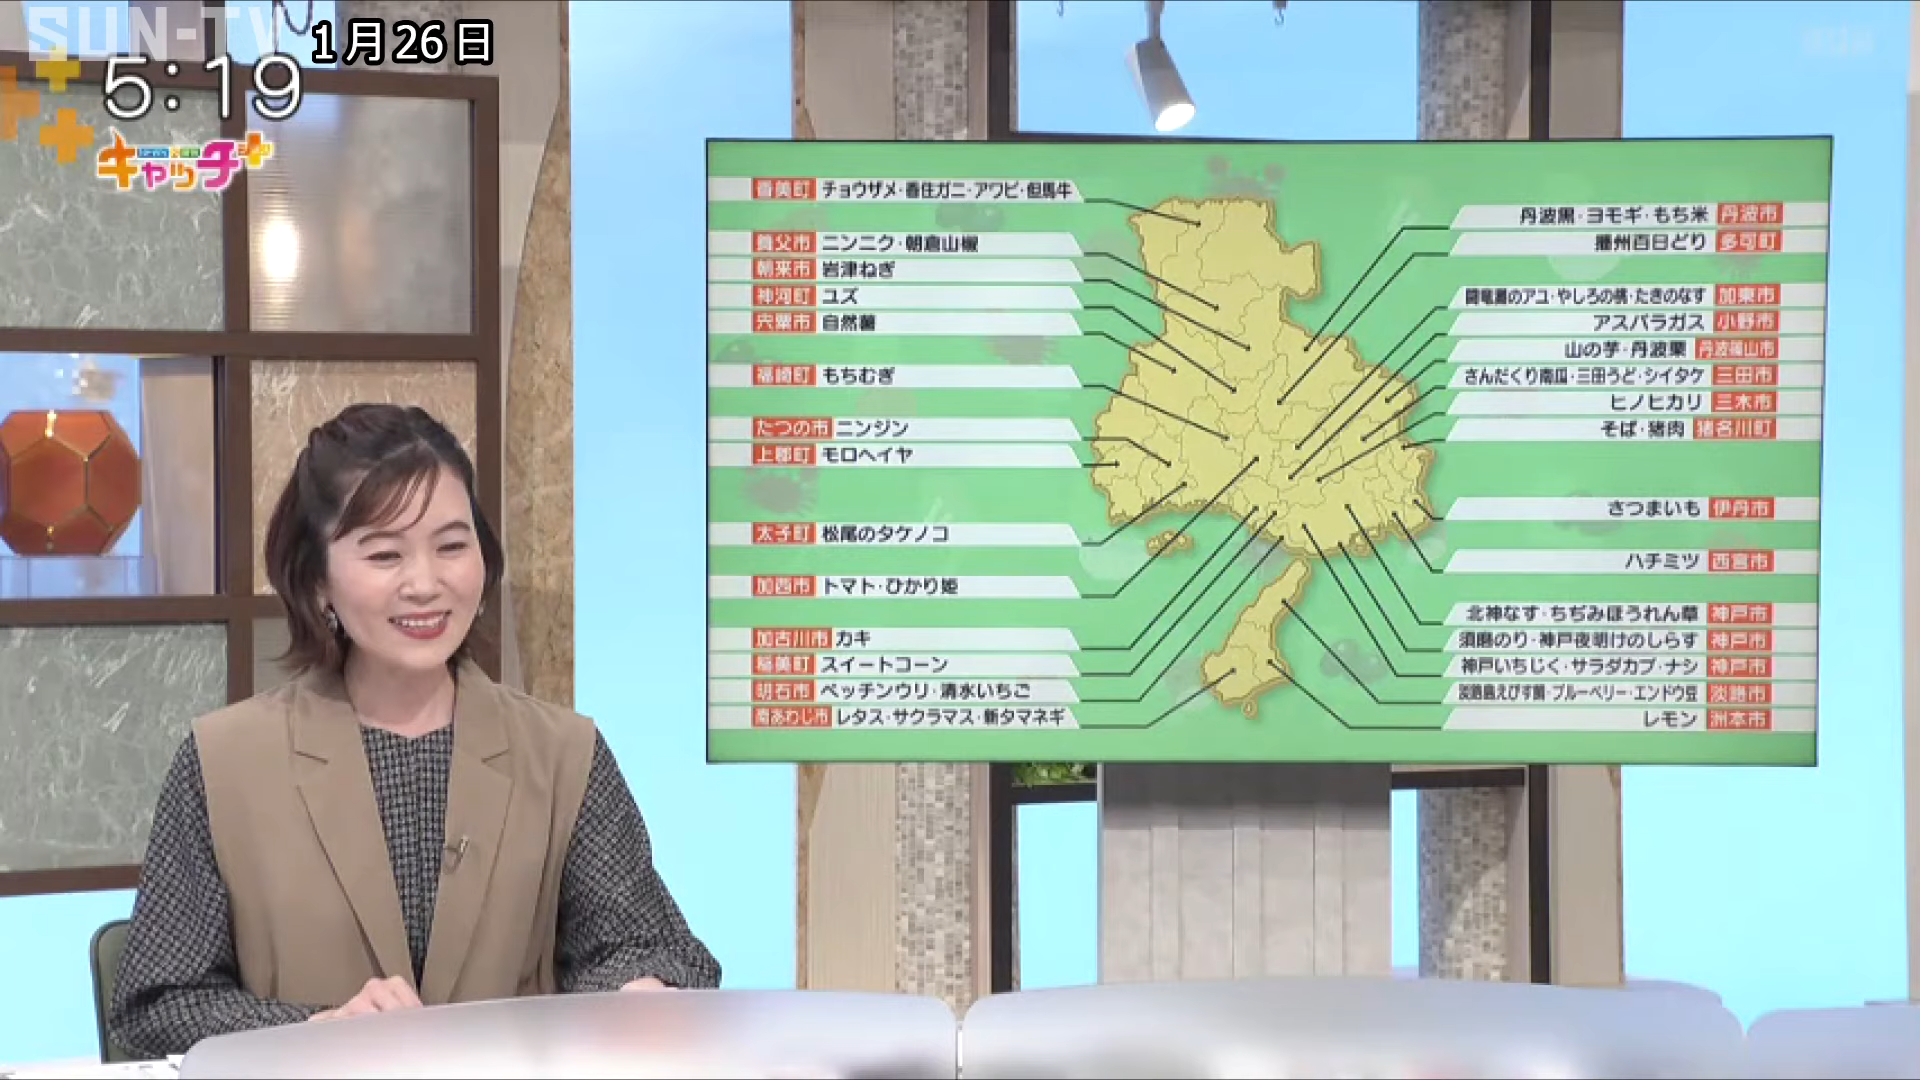 SUN-TV
1月26日
5:19
キャッチ+
香美町 チョウザメ・香住ガニ・アワビ・但馬牛
養父市 ニンニク・朝倉山椒
朝来市 岩津ねぎ
神河町 ユズ
宍粟市 自然薯
福崎町 もちむぎ
たつの市 ニンジン
上郡町 モロヘイヤ
太子町 松尾のタケノコ
加西市 トマト・ひかり姫
加古川市 カキ
稲美町 スイートコーン
明石市 ペッチンウリ・清水いちご
南あわじ市 レタス・サクラマス・新タマネギ
丹波黒・ヨモギ・もち米 丹波市
播州百日どり 多可町
闘竜灘のアユ・やしろの桃・たきのなす 加東市
アスパラガス 小野市
山の芋・丹波栗 丹波篠山市
さんだくり南瓜・三田うど・シイタケ 三田市
ヒノヒカリ 三木市
そば・猪肉 猪名川町
さつまいも 伊丹市
ハチミツ 西宮市
北神なす・ちぢみほうれん草 神戸市
須磨のり・神戸夜明けのしらす 神戸市
神戸いちじく・サラダカブ・ナシ 神戸市
淡路島えびす鯛・ブルーベリー・エンドウ豆 淡路市
レモン 洲本市